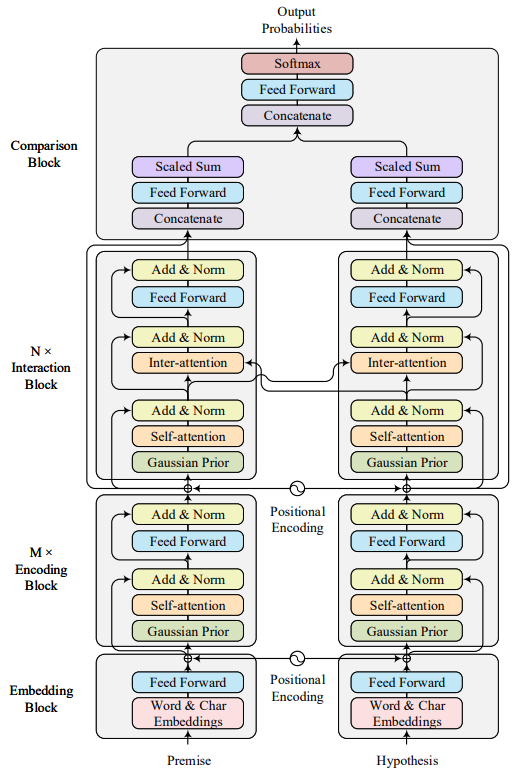 Output
Probabilities
Softmax
Feed Forward
Concatenate
Comparison
Block
Scaled Sum
Scaled Sum
Feed Forward
Feed Forward
Concatenate
Concatenate
N ×
Interaction
Block
Add & Norm
Add & Norm
Feed Forward
Feed Forward
Add & Norm
Add & Norm
Inter-attention
Inter-attention
Add & Norm
Add & Norm
Self-attention
Self-attention
Gaussian Prior
Gaussian Prior
Positional
Encoding
M ×
Encoding
Block
Add & Norm
Add & Norm
Feed Forward
Feed Forward
Add & Norm
Add & Norm
Self-attention
Self-attention
Gaussian Prior
Gaussian Prior
Positional
Encoding
Embedding
Block
Feed Forward
Feed Forward
Word & Char
Embeddings
Word & Char
Embeddings
Premise
Hypothesis